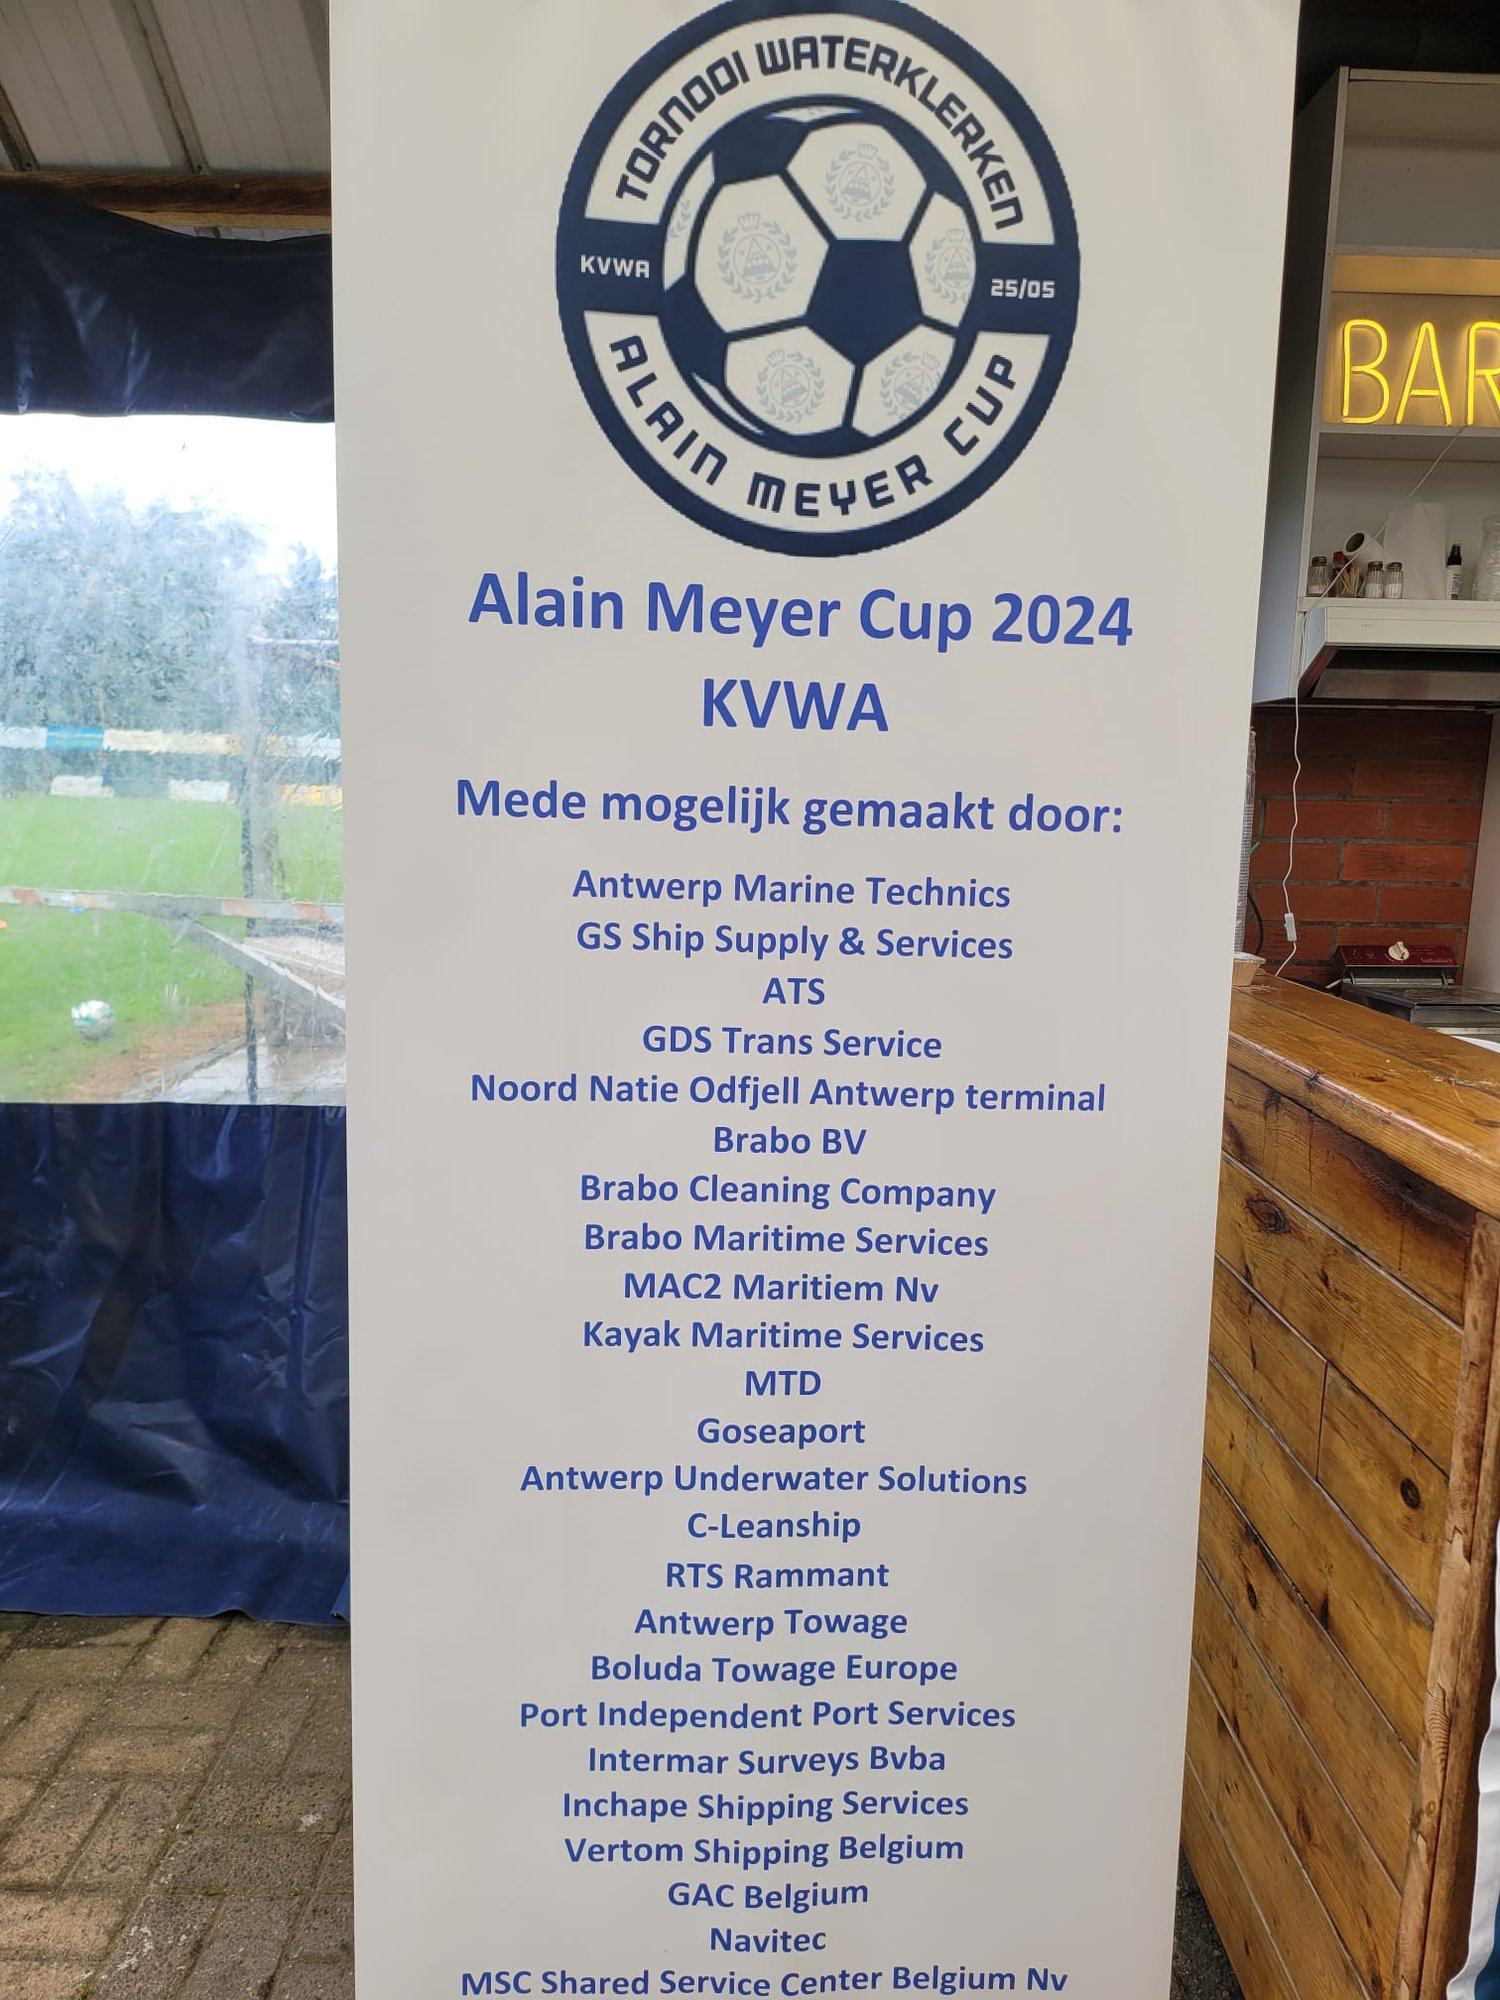 TORNOOI WATERKLERKEN
KVWA
25/05
ALAIN MEYER CUP
BAR
Alain Meyer Cup 2024
KVWA
Mede mogelijk gemaakt door:
Antwerp Marine Technics
GS Ship Supply & Services
ATS
GDS Trans Service
Noord Natie Odfjell Antwerp terminal
Brabo BV
Brabo Cleaning Company
Brabo Maritime Services
MAC2 Maritiem Nv
Kayak Maritime Services
MTD
Goseaport
Antwerp Underwater Solutions
C-Leanship
RTS Rammant
Antwerp Towage
Boluda Towage Europe
Port Independent Port Services
Intermar Surveys Bvba
Inchape Shipping Services
Vertom Shipping Belgium
GAC Belgium
Navitec
MSC Shared Service Center Belgium Nv